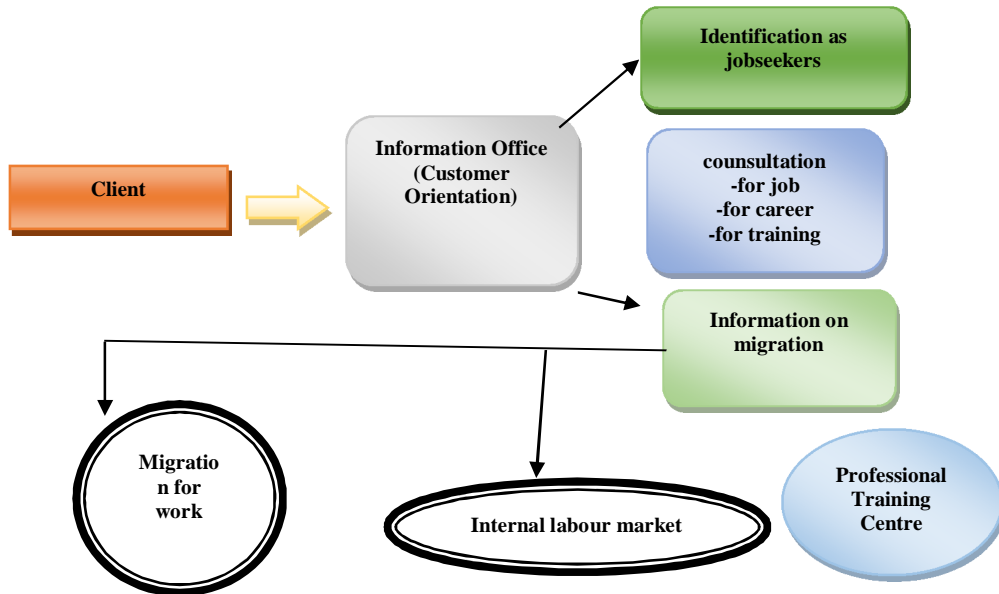 Identification as
jobseekers
Information Office
(Customer
Orientation)
Client
counsultation
-for job
-for career
-for training
Information on
migration
Migratio
n for
work
Internal labour market
Professional
Training
Centre